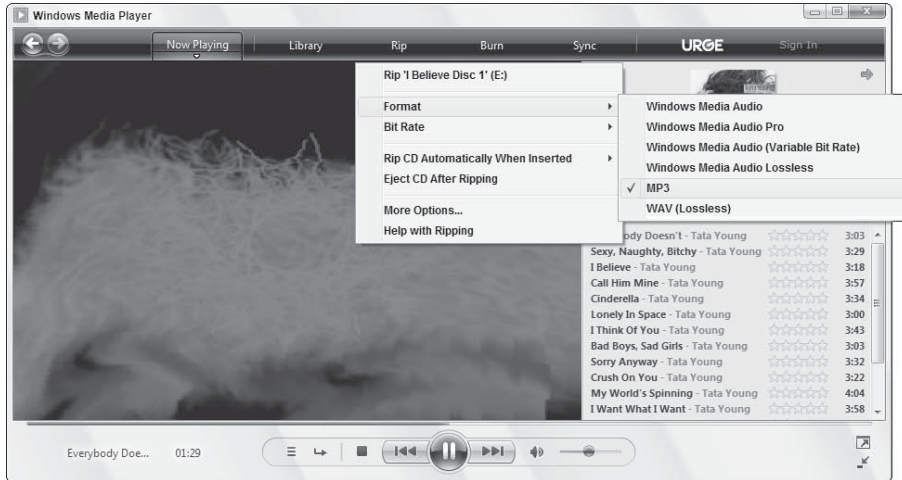 Windows Media Player
Now Playing
Library
Rip
Burn
Sync
URGE
Sign In
Rip 'I Believe Disc 1' (E:)
Format
Bit Rate
Rip CD Automatically When Inserted
Eject CD After Ripping
More Options...
Help with Ripping
Windows Media Audio
Windows Media Audio Pro
Windows Media Audio (Variable Bit Rate)
Windows Media Audio Lossless
MP3
WAV (Lossless)
Doesn't - Tata Young 3:03
Sexy, Naughty, Bitchy - Tata Young 3:29
I Believe - Tata Young 3:18
Call Him Mine - Tata Young 3:57
Cinderella - Tata Young 3:34
Lonely In Space - Tata Young 3:00
I Think Of You - Tata Young 3:43
Bad Boys, Sad Girls - Tata Young 3:03
Sorry Anyway - Tata Young 3:32
Crush On You - Tata Young 3:22
My World's Spinning - Tata Young 4:04
I Want What I Want - Tata Young 3:58
Everybody Doe... 01:29